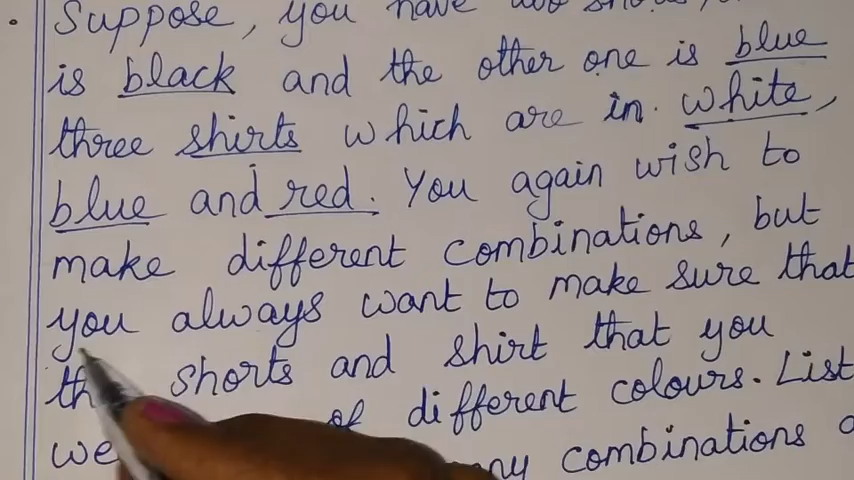 Suppose, you have two
is black and the other one is blue
three shirts which are in white,
blue and red. You again wish to
make different combinations, but
you always want to make sure that
shorts and shirt that you
of different colours. List
combinations